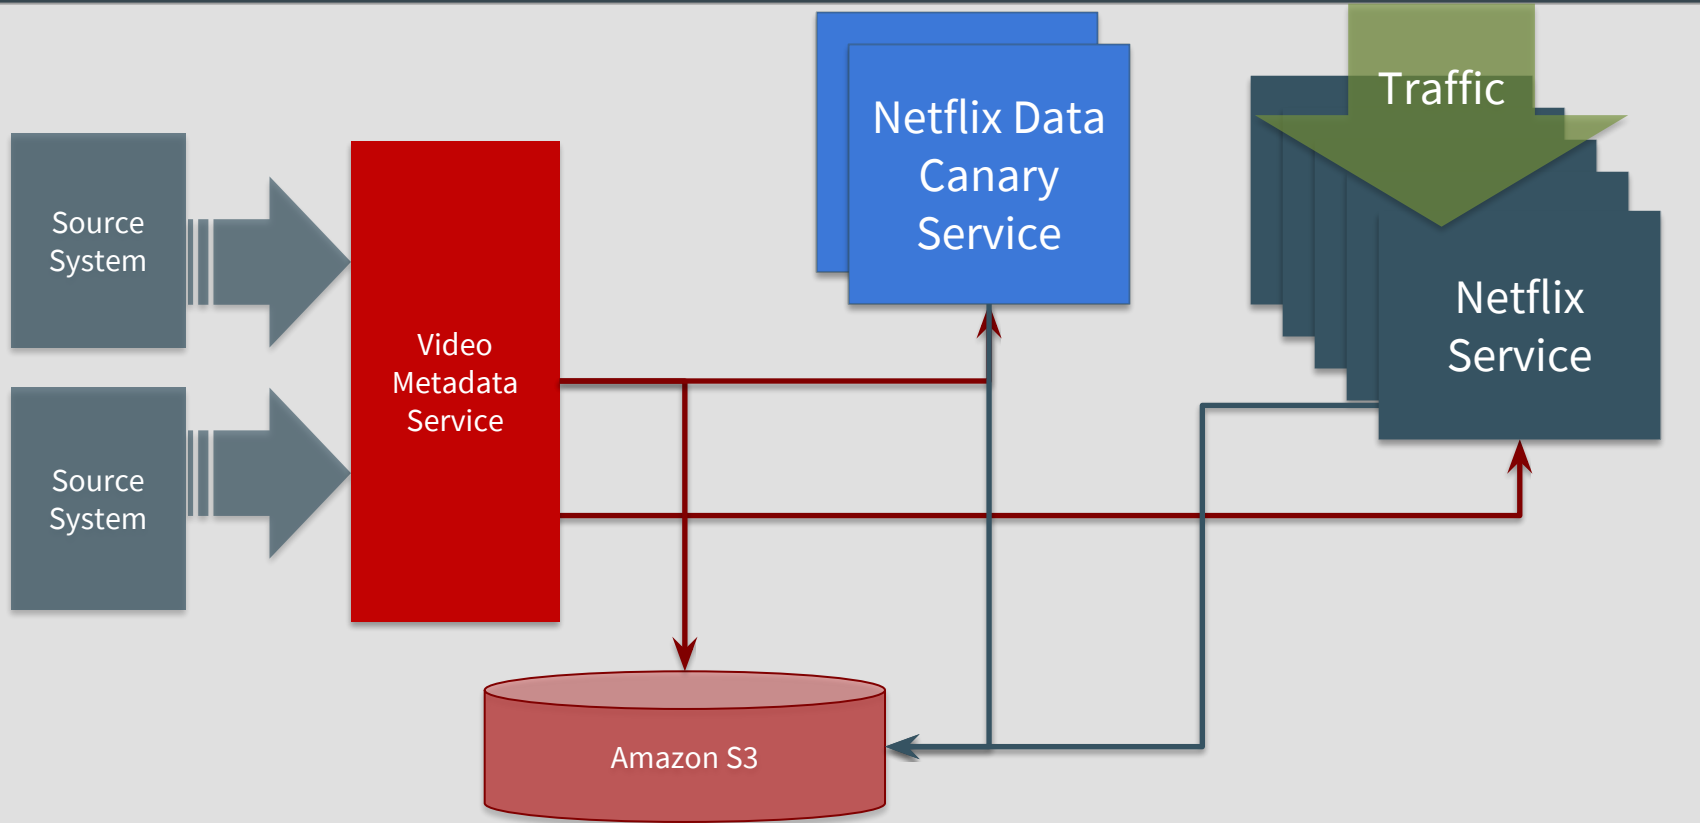 Source
System
Source
System
Video
Metadata
Service
Netflix Data
Canary
Service
Traffic
Netflix
Service
Amazon S3